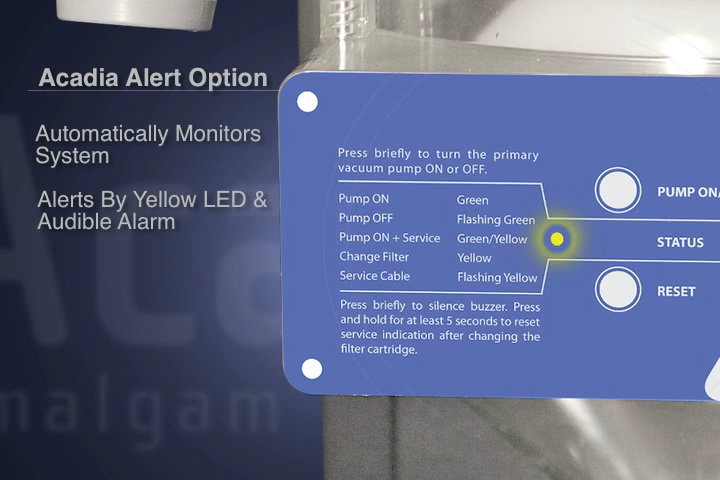 Acadia Alert Option
Automatically Monitors
System
Alerts By Yellow LED &
Audible Alarm
Press briefly to turn the primary
vacuum pump ON or OFF.
Pump ON Green
Pump OFF Flashing Green
Pump ON + Service Green/Yellow
Change Filter Yellow
Service Cable Flashing Yellow
Press briefly to silence buzzer. Press
and hold for at least 5 seconds to reset
service indication after changing the
filter cartridge.
PUMP ON/
STATUS
RESET
malgam